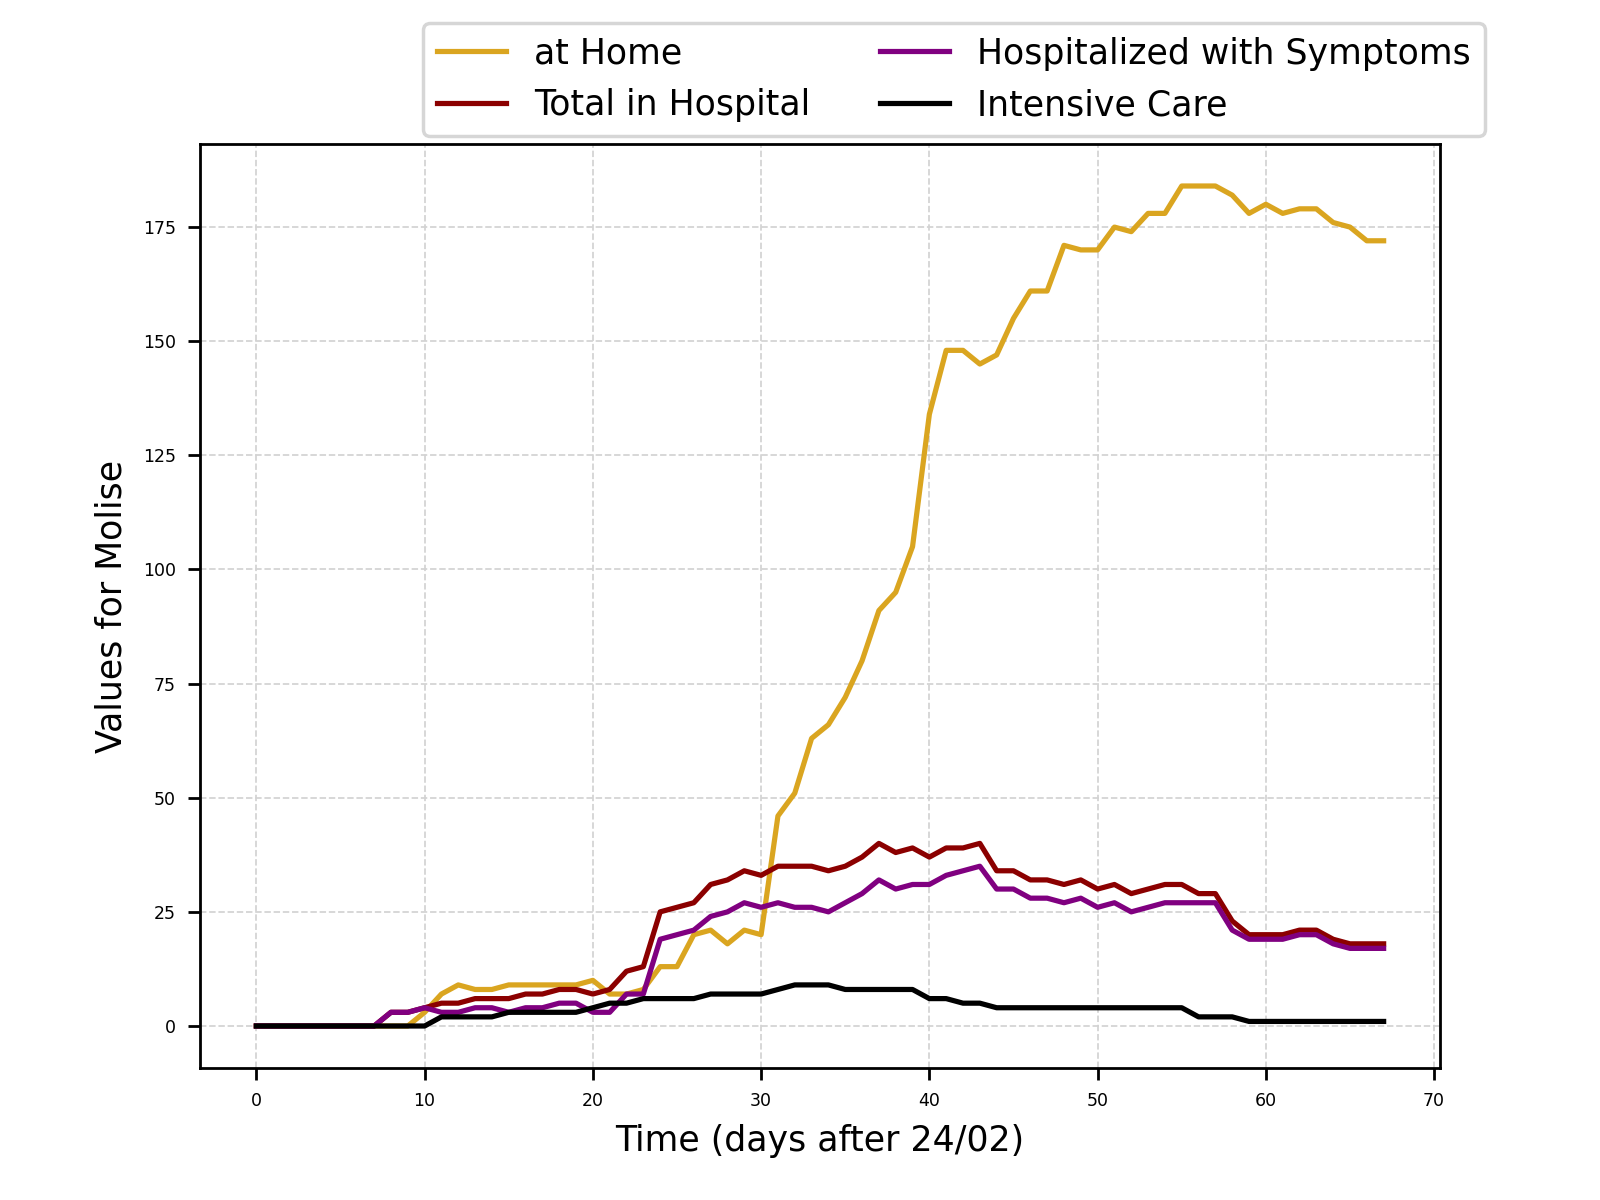 at Home
Total in Hospital
Hospitalized with Symptoms
Intensive Care
Values for Molise
175
150
125
100
75
50
25
0
0 10 20 30 40 50 60 70
Time (days after 24/02)